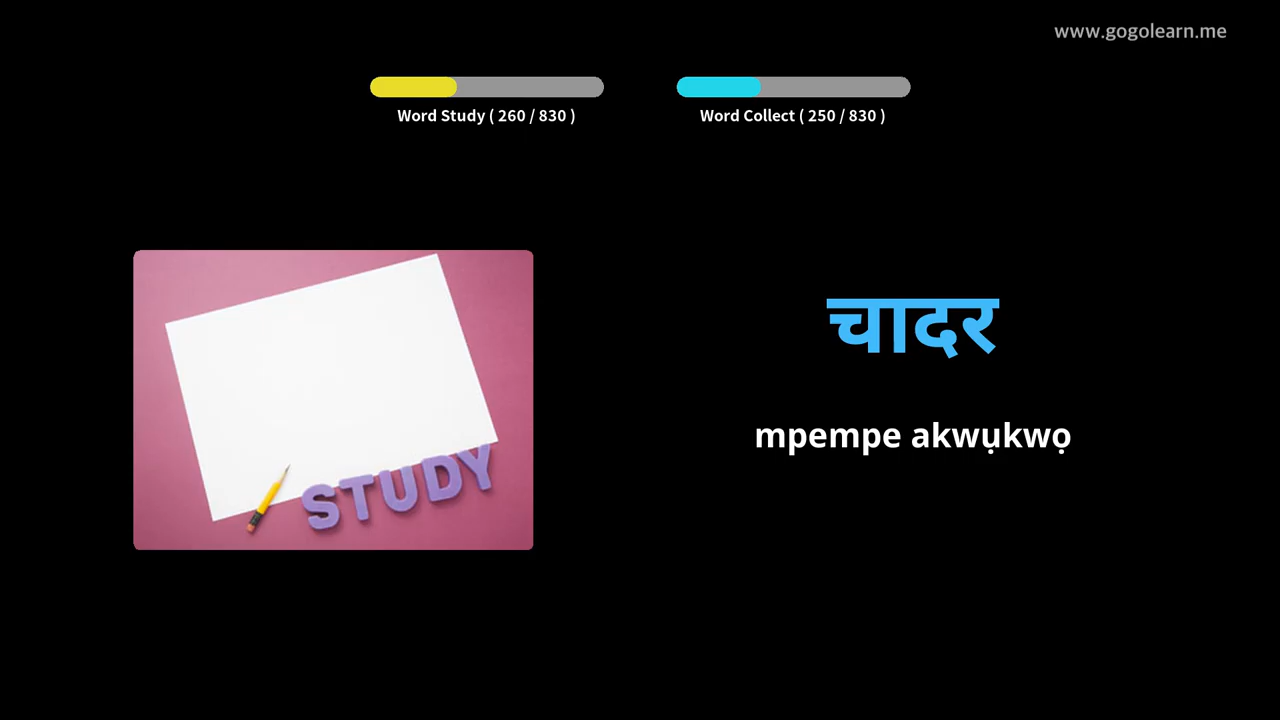 www.gogolearn.me
Word Study ( 260 / 830 )
Word Collect ( 250 / 830 )
चादर
mpempe akwụkwọ
STUDY